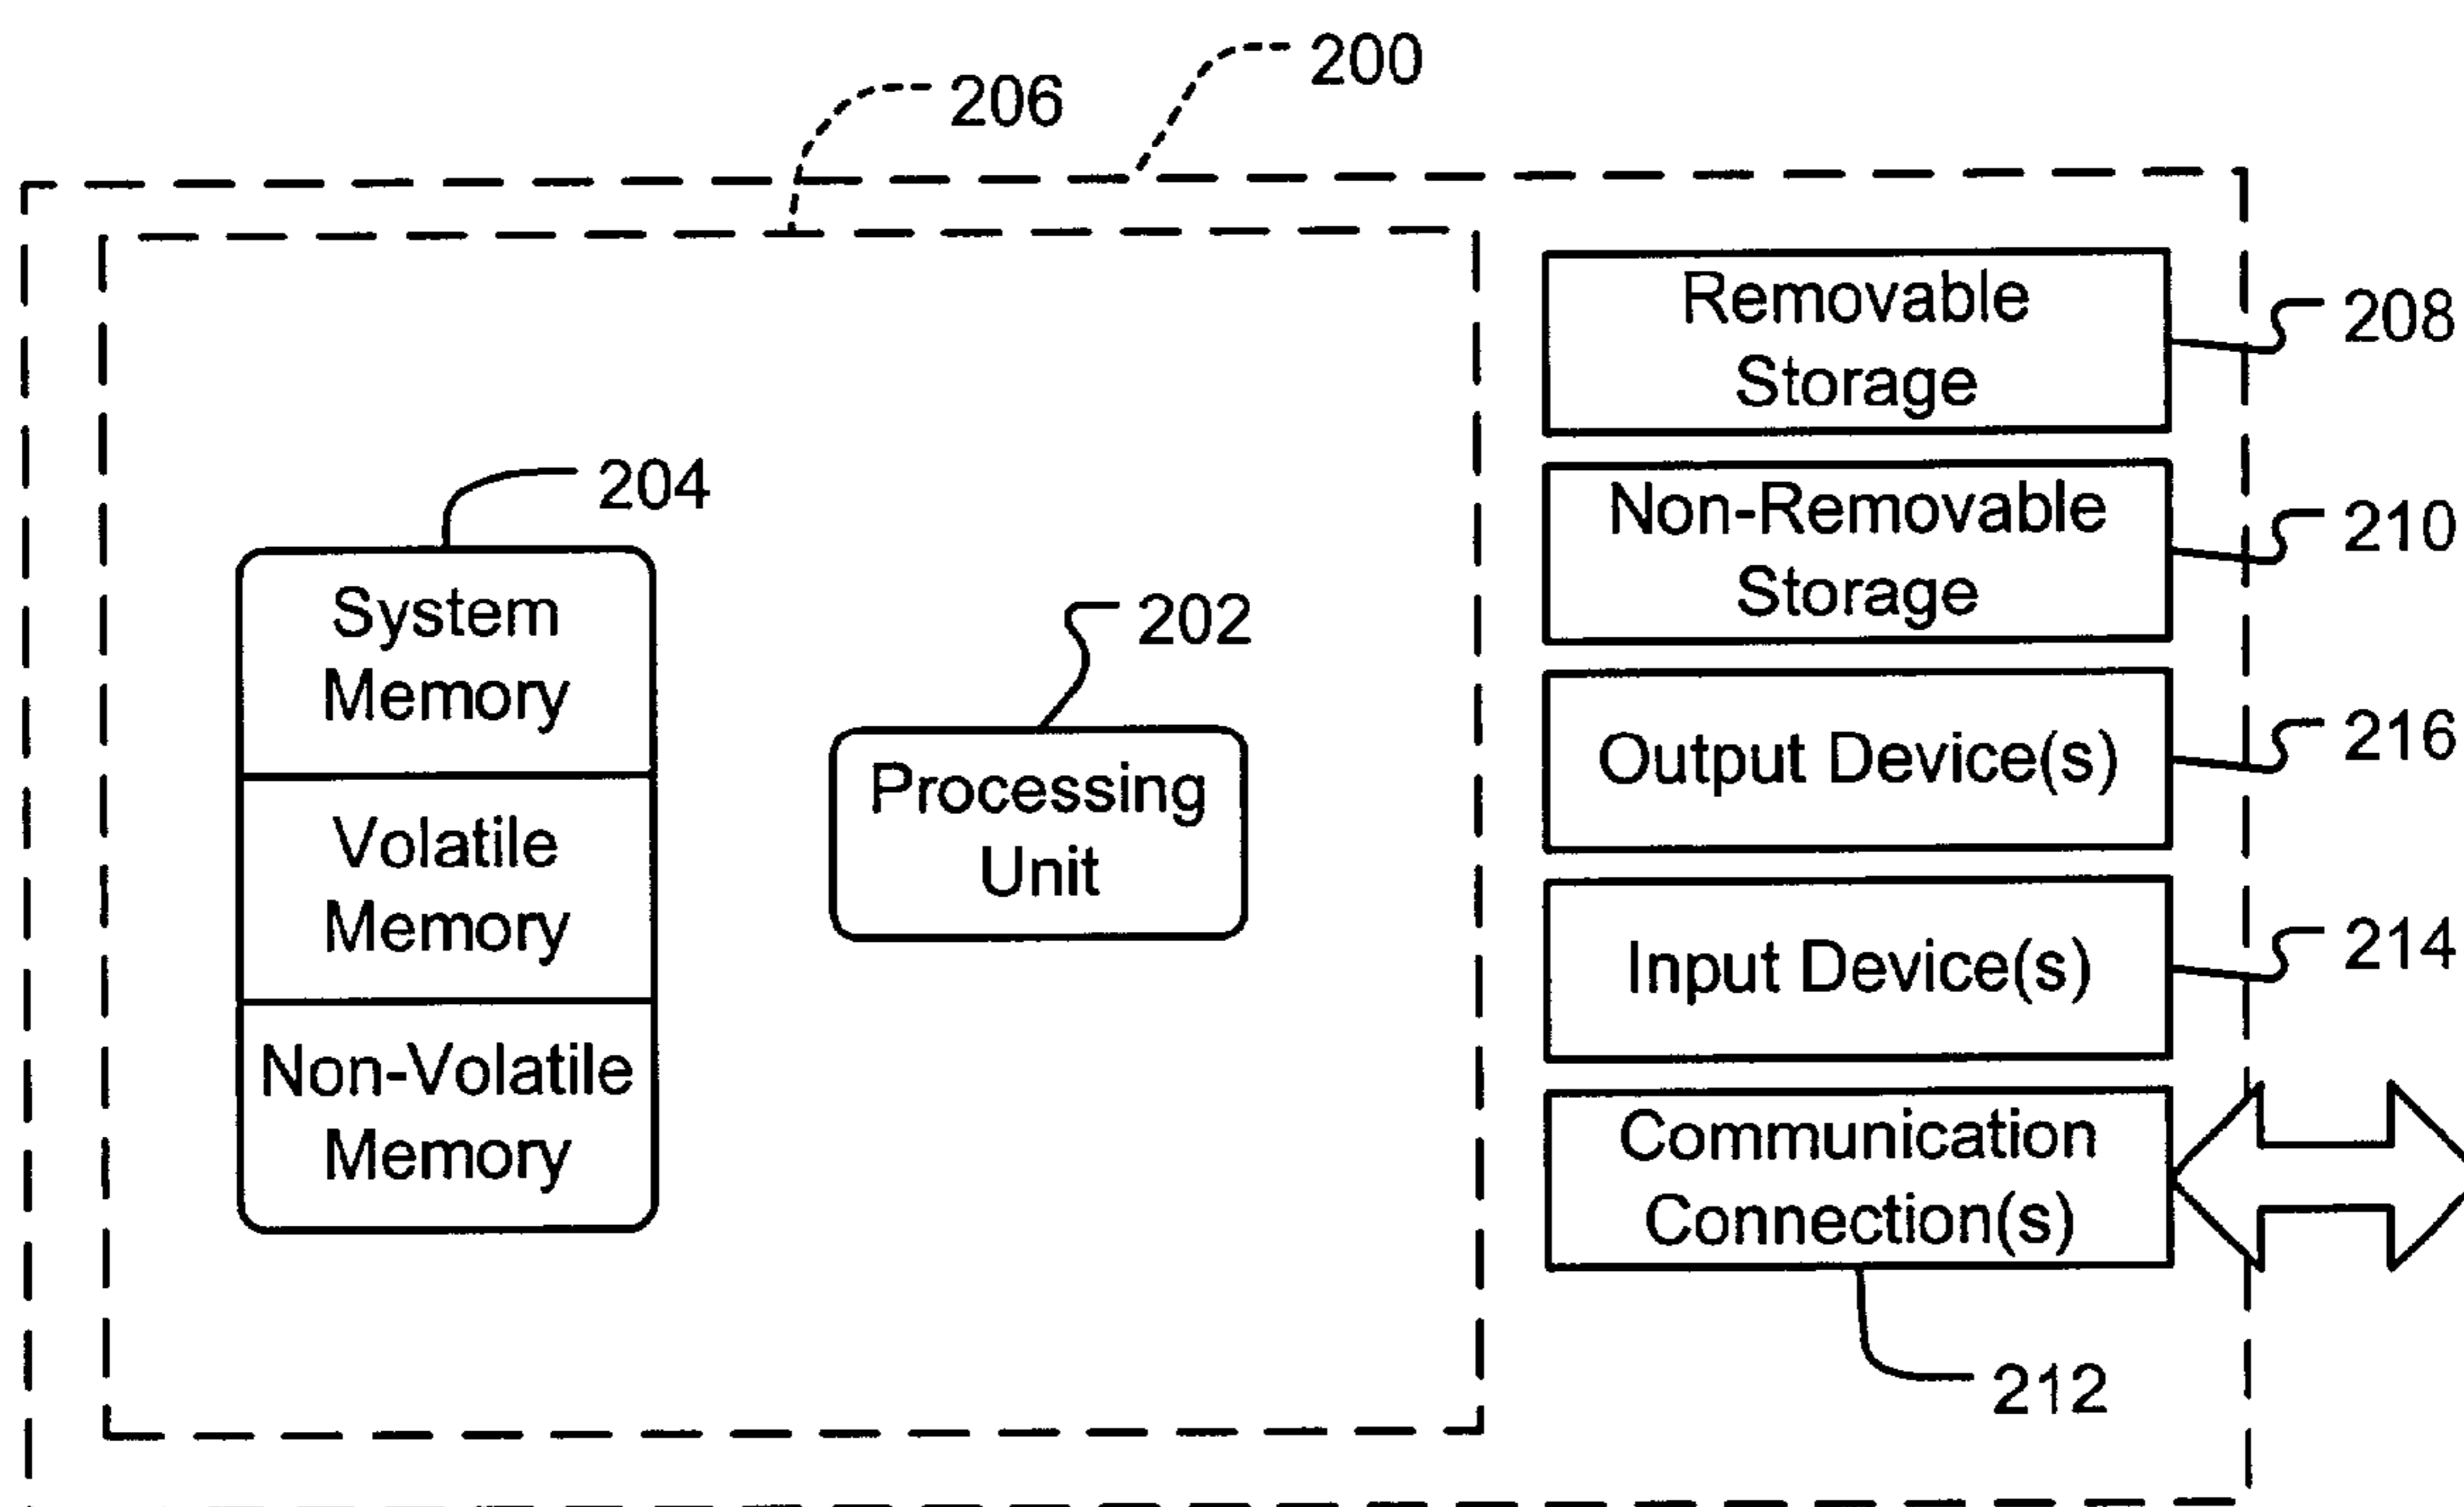 200
206
Removable
Storage
208
Non-Removable
Storage
210
204
System
Memory
Volatile
Memory
Non-Volatile
Memory
202
Processing
Unit
Output Device(s)
216
Input Device(s)
214
Communication
Connection(s)
212